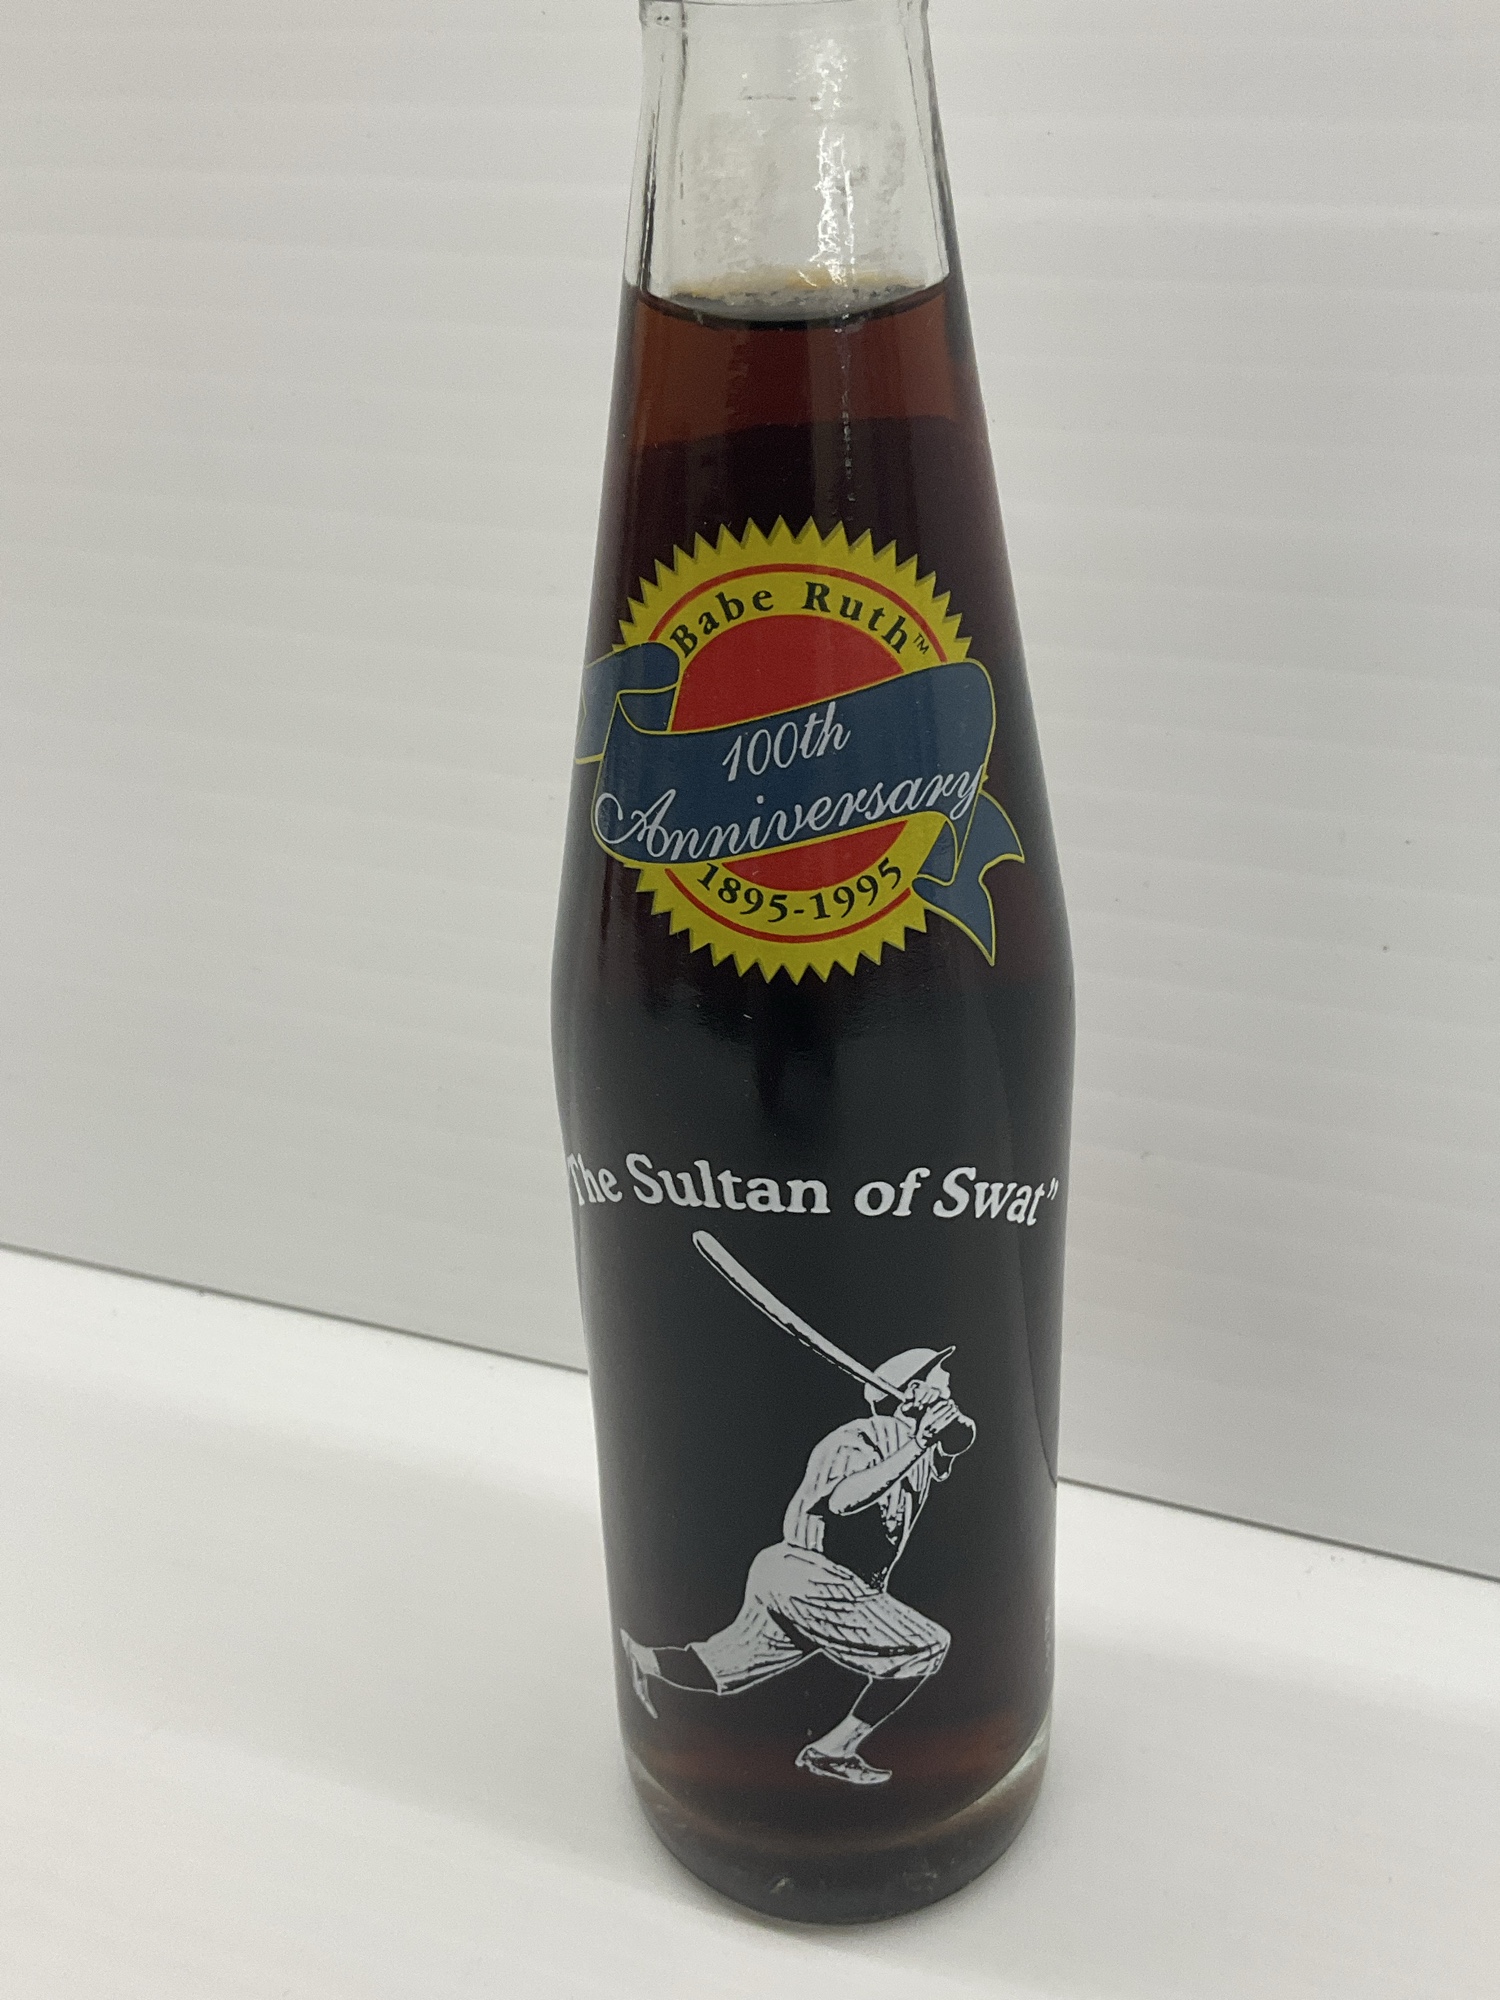 Babe Ruth™
100th
Anniversary
1895-1995
"The Sultan of Swat"